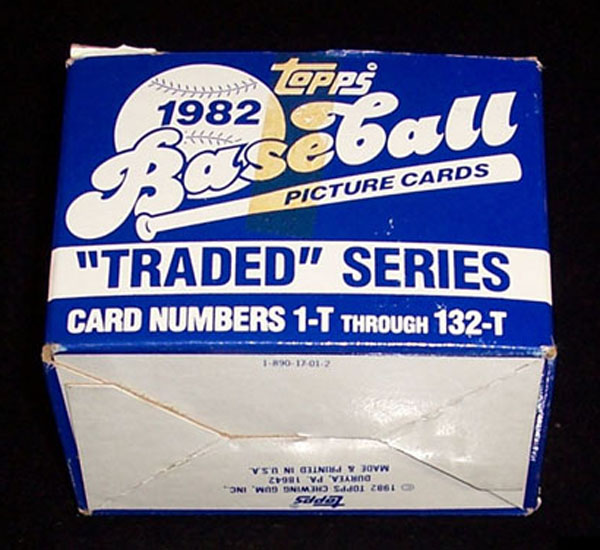 TOPPS
1982
Baseball
PICTURE CARDS
"TRADED" SERIES
CARD NUMBERS 1-T THROUGH 132-T
1-890-17-01-2
Topps
© 1982 TOPPS CHEWING GUM, INC.,
DURYEA, PA. 18642
MADE & PRINTED IN U.S.A.